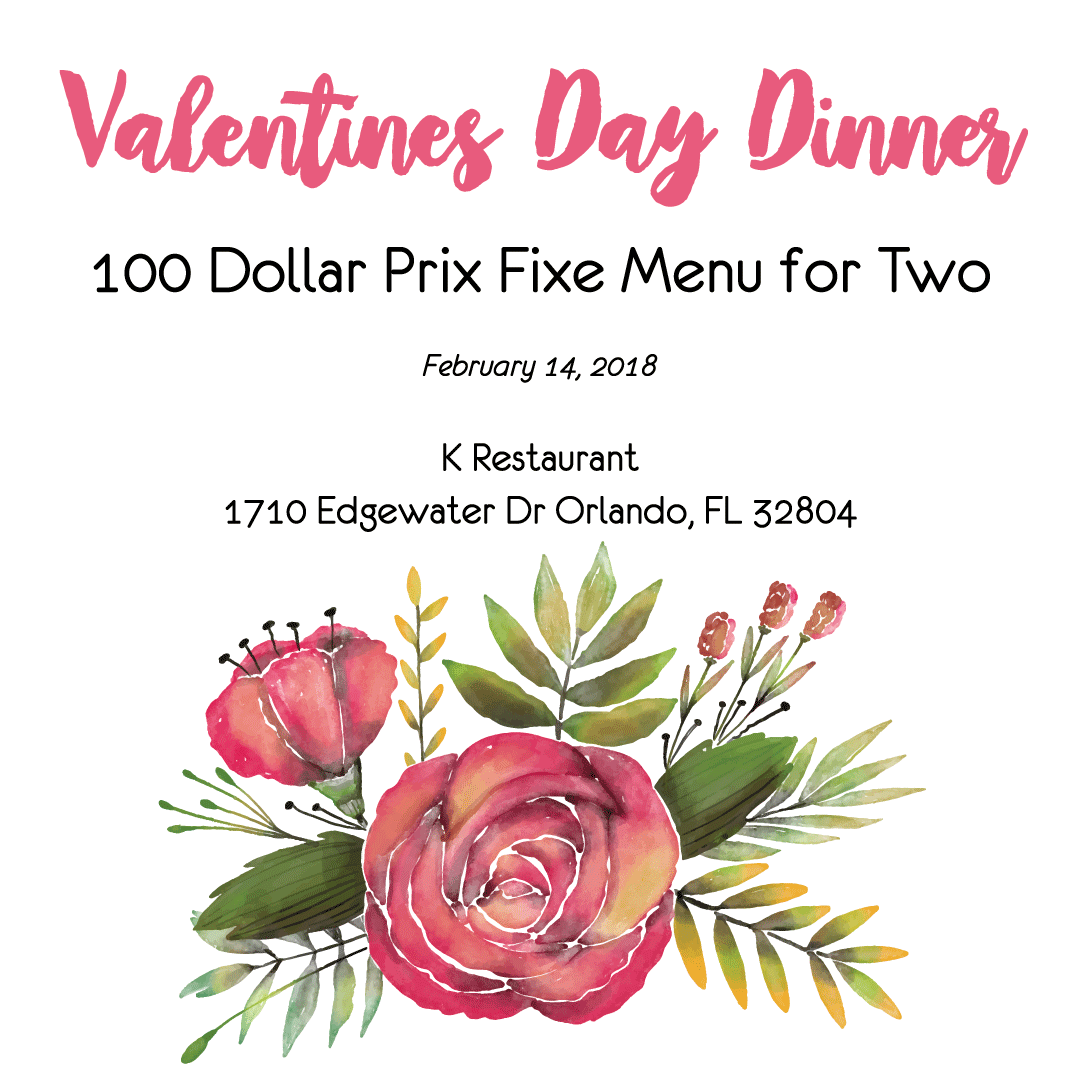 Valentines Day Dinner
100 Dollar Prix Fixe Menu for Two
February 14, 2018
K Restaurant
1710 Edgewater Dr Orlando, FL 32804